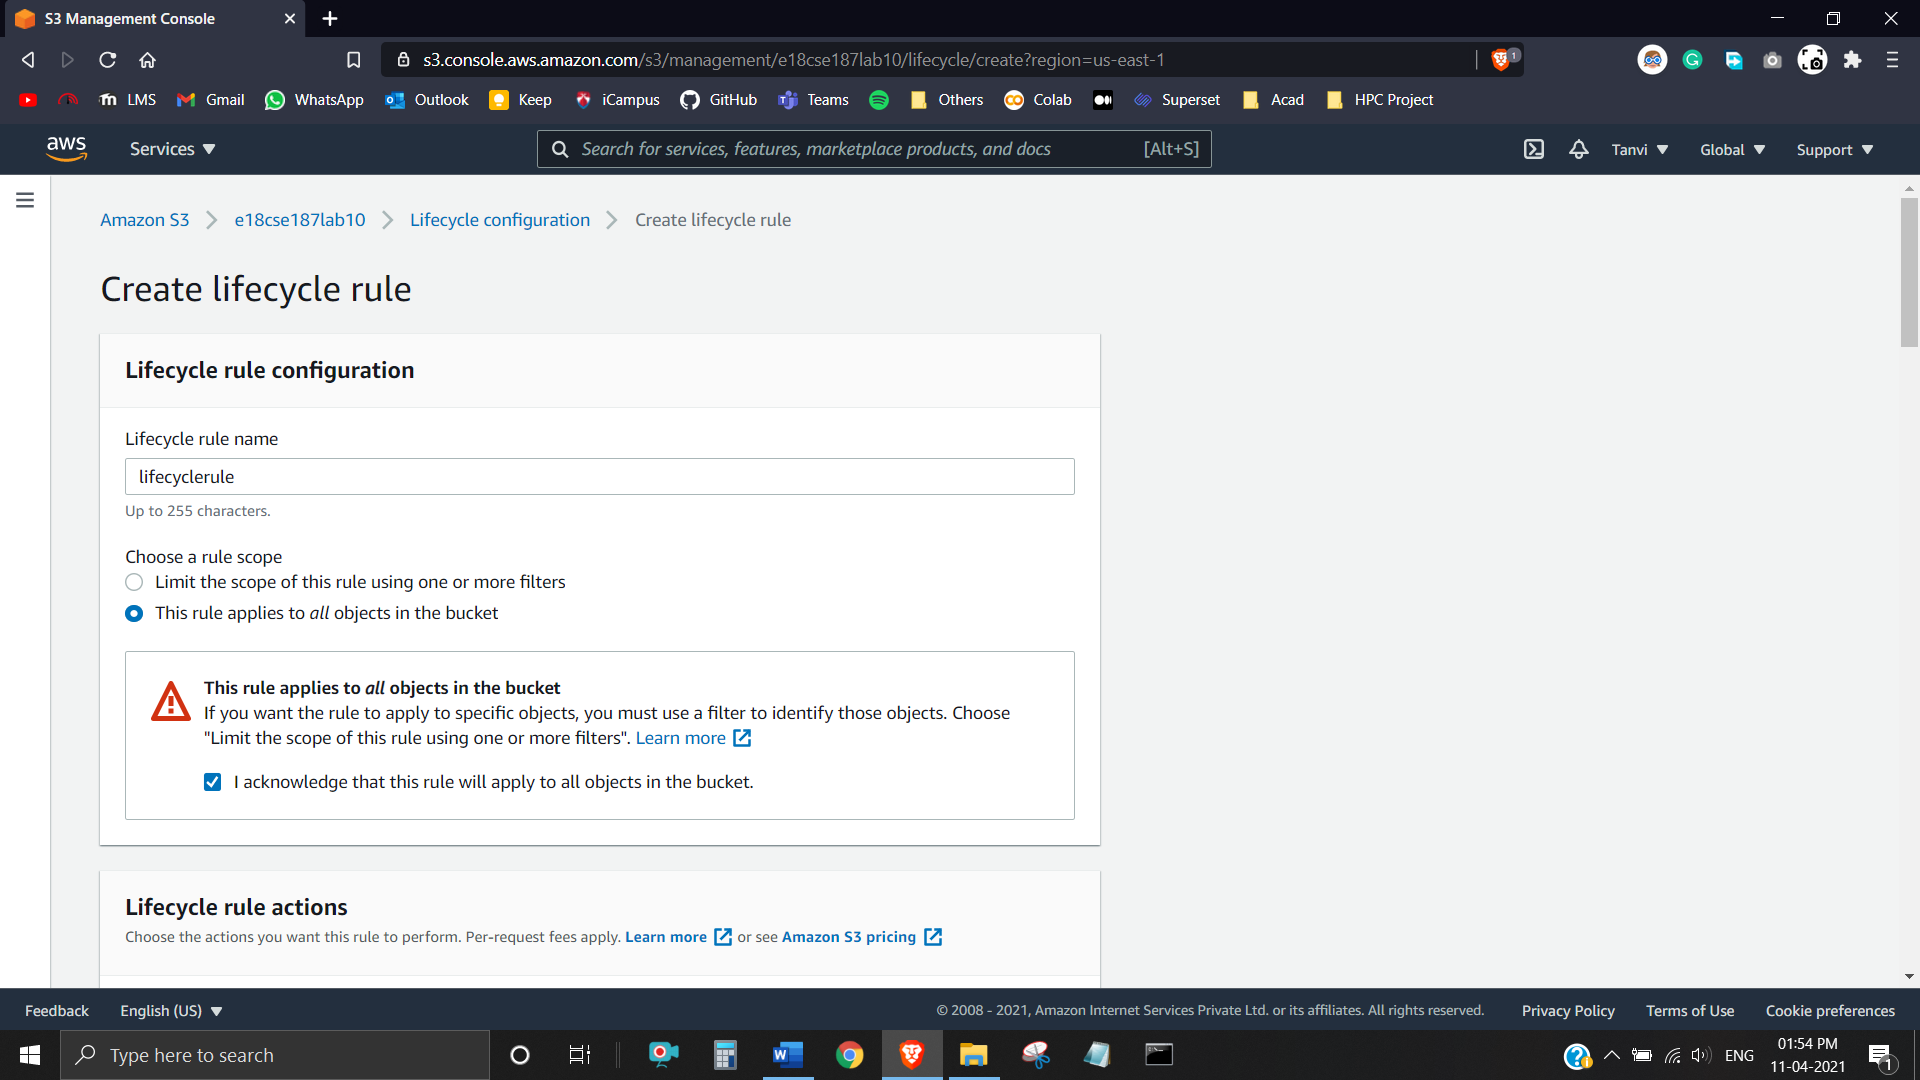 S3 Management Console
s3.console.aws.amazon.com/s3/management/e18cse187lab10/lifecycle/create?region=us-east-1
1
LMS Gmail WhatsApp Outlook Keep iCampus GitHub Teams Others Colab Superset Acad HPC Project
aws Services Search for services, features, marketplace products, and docs [Alt+S] Tanvi Global Support
Amazon S3 e18cse187lab10 Lifecycle configuration Create lifecycle rule
Create lifecycle rule
Lifecycle rule configuration
Lifecycle rule name
lifecyclerule
Up to 255 characters.
Choose a rule scope
Limit the scope of this rule using one or more filters
This rule applies to all objects in the bucket
This rule applies to all objects in the bucket
If you want the rule to apply to specific objects, you must use a filter to identify those objects. Choose
"Limit the scope of this rule using one or more filters". Learn more
I acknowledge that this rule will apply to all objects in the bucket.
Lifecycle rule actions
Choose the actions you want this rule to perform. Per-request fees apply. Learn more or see Amazon S3 pricing
Feedback English (US) © 2008 - 2021, Amazon Internet Services Private Ltd. or its affiliates. All rights reserved. Privacy Policy Terms of Use Cookie preferences
Type here to search
ENG
01:54 PM
11-04-2021
1